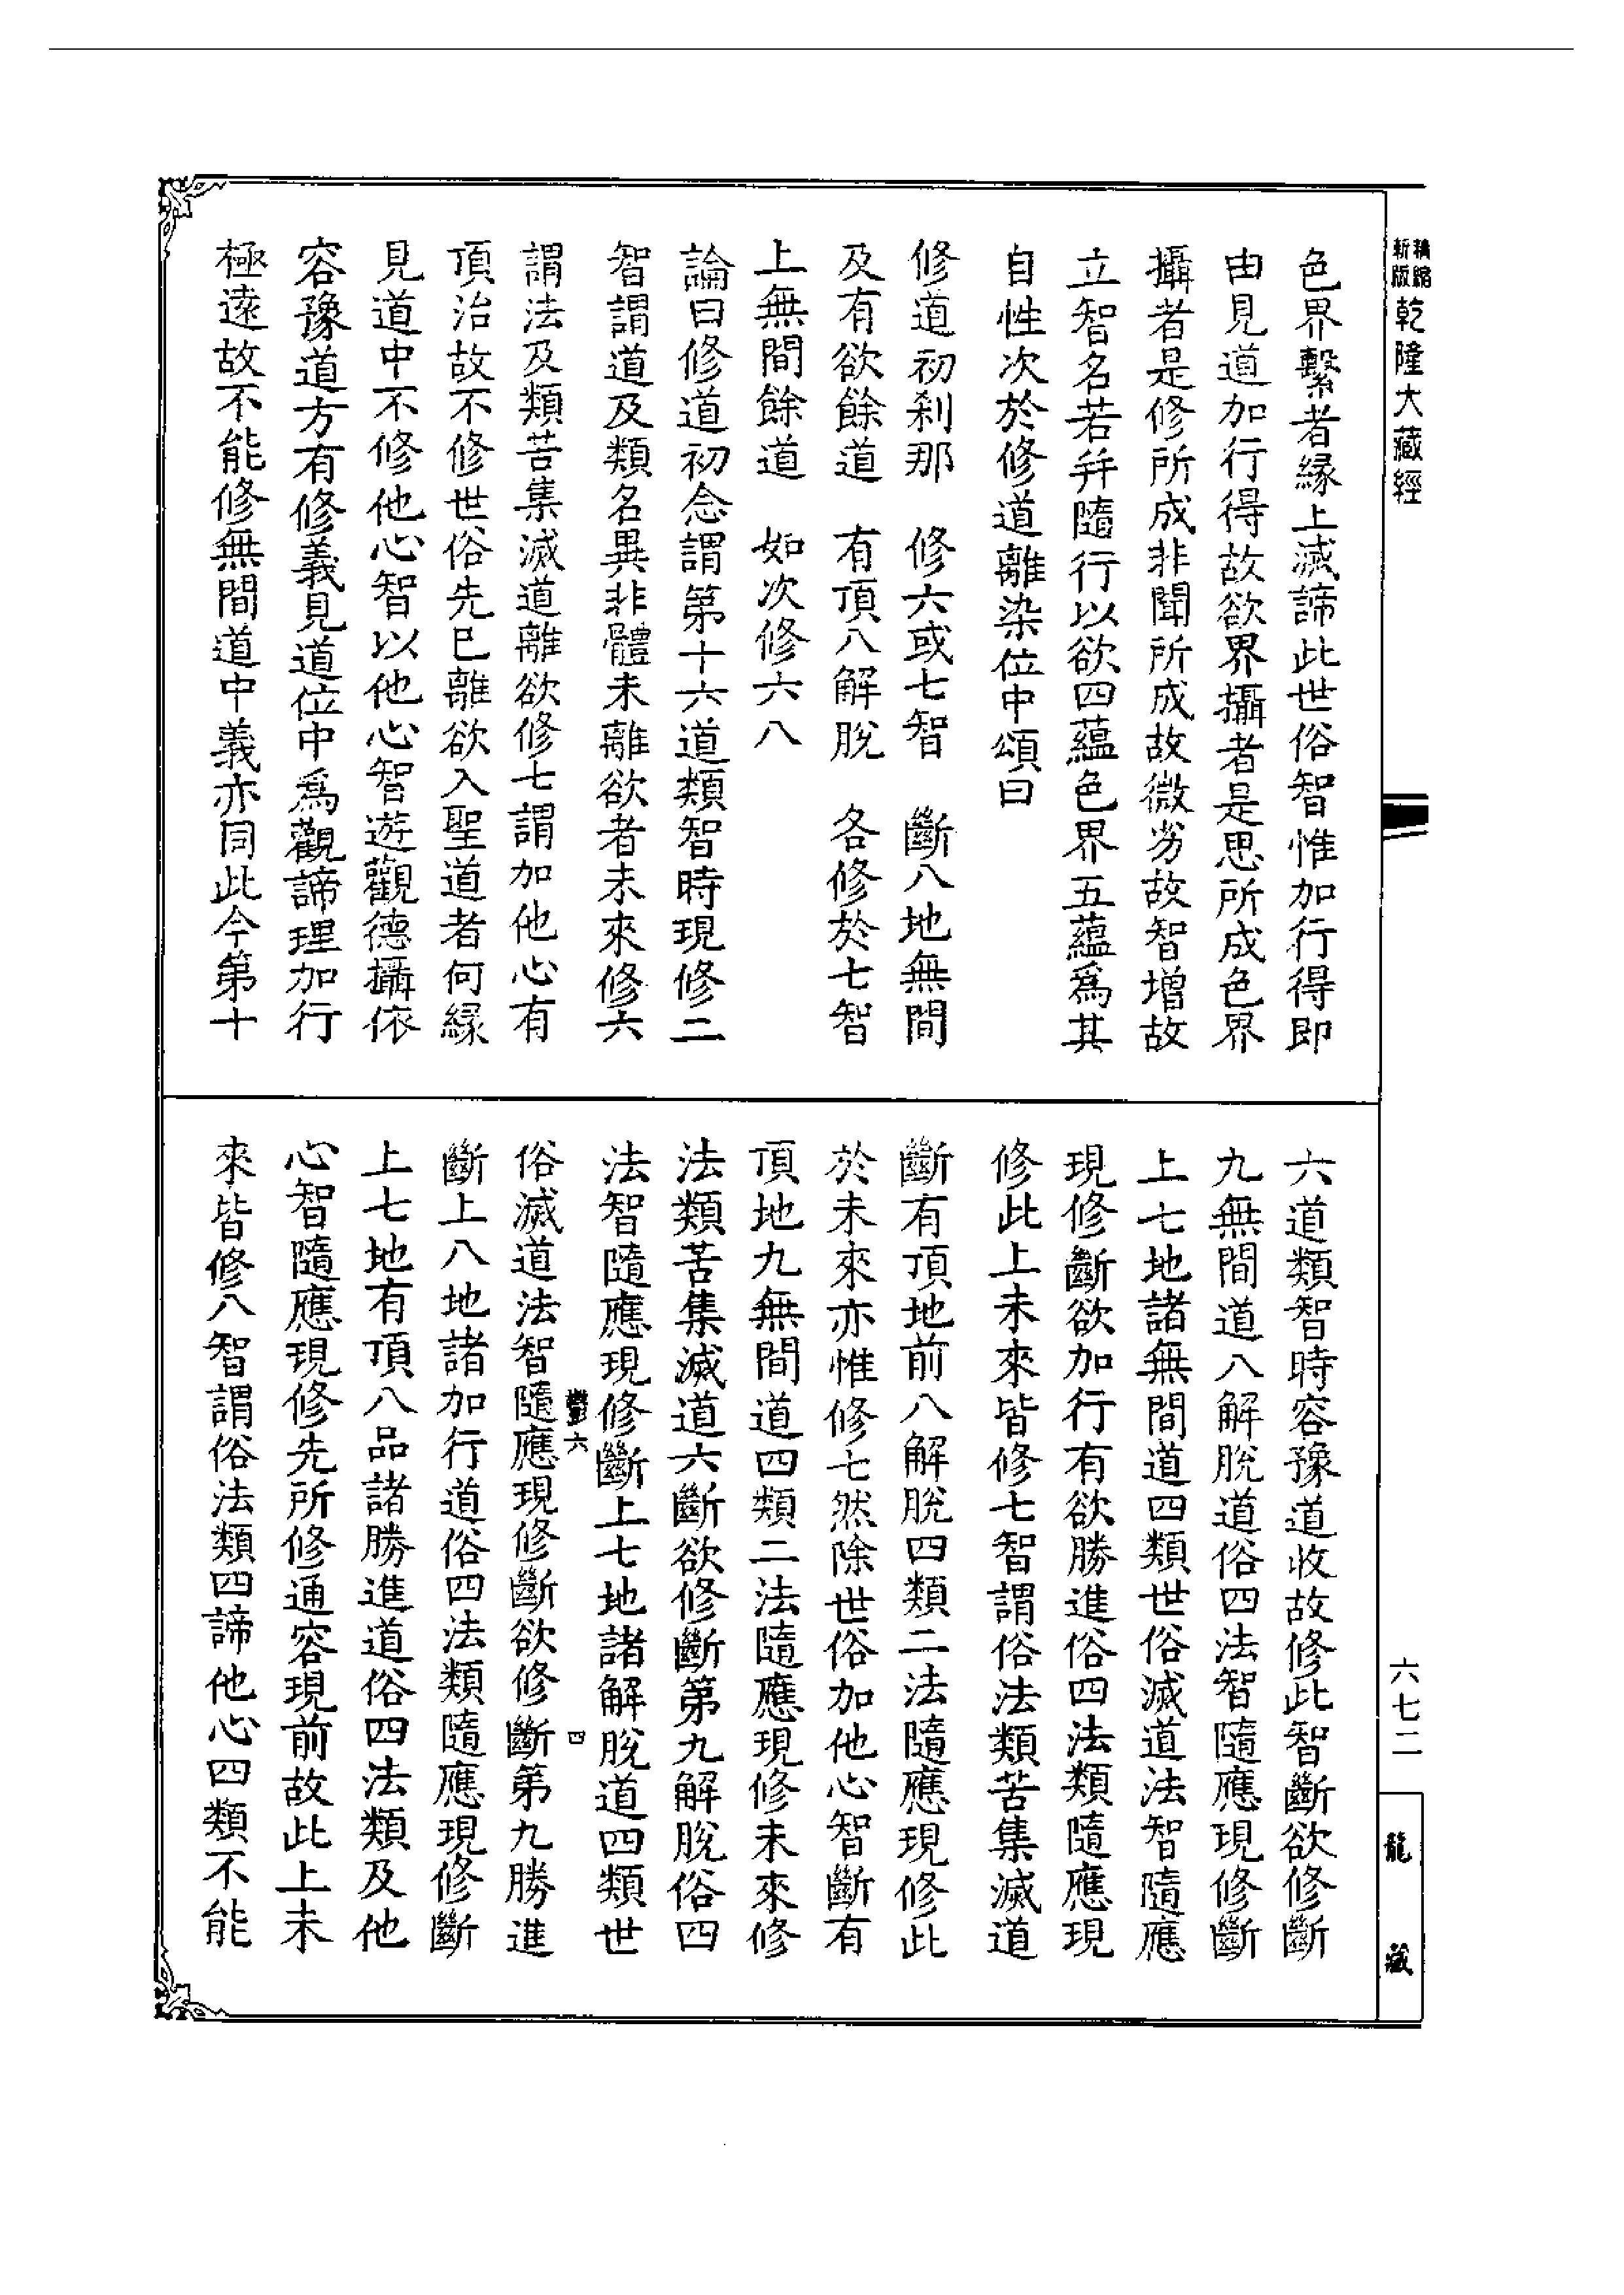 精縮
新版
乾隆大藏經
色界繫者緣上滅諦此世俗智惟加行得即
由見道加行得故欲界攝者是思所成色界
攝者是修所成非聞所成故微劣故智增故
立智名若并隨行以欲四蘊色界五蘊為其
自性次於修道離染位中頌曰
修道初剎那　修六或七智　斷八地無間
及有欲餘道　有頂八解脫　各修於七智
上無間餘道　如次修六八
論曰修道初念謂第十六道類智時現修二
智謂道及類名異非體未離欲者未來修六
謂法及類苦集滅道離欲修七謂加他心有
頂治故不修世俗先已離欲入聖道者何緣
見道中不修他心智以他心智遊觀德攝依
容豫道方有修義見道位中為觀諦理加行
極遠故不能修無間道中義亦同此今第十
六道類智時容豫道收故修此智斷欲修斷
九無間道八解脫道俗四法智隨應現修斷
上七地諸無間道四類世俗滅道法智隨應
現修斷欲加行有欲勝進俗四法類隨應現
修此上未來皆修七智謂俗法類苦集滅道
斷有頂地前八解脫四類二法隨應現修此
於未來亦惟修七然除世俗加他心智斷有
頂地九無間道四類二法隨應現修未來修
法類苦集滅道六斷欲修斷第九解脫俗四
法智隨應現修斷上七地諸解脫道四類世
六　四
俗滅道法智隨應現修斷欲修斷第九勝進
斷上八地諸加行道俗四法類隨應現修斷
上七地有頂八品諸勝進道俗四法類及他
心智隨應現修先所修通容現前故此上未
來皆修八智謂俗法類四諦他心四類不能
六七二
龍藏